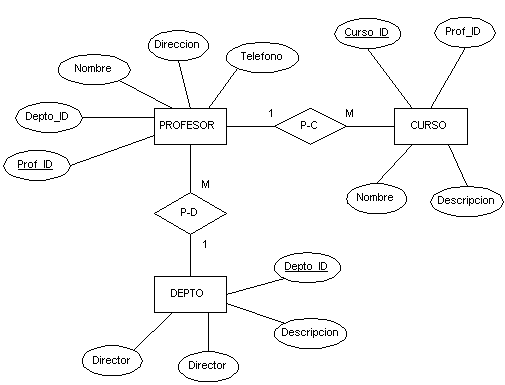 Curso_ID
Prof_ID
Direccion
Telefono
Nombre
Depto_ID
PROFESOR
1
P-C
M
CURSO
Prof_ID
M
Nombre
Descripcion
P-D
1
Depto_ID
DEPTO
Descripcion
Director
Director